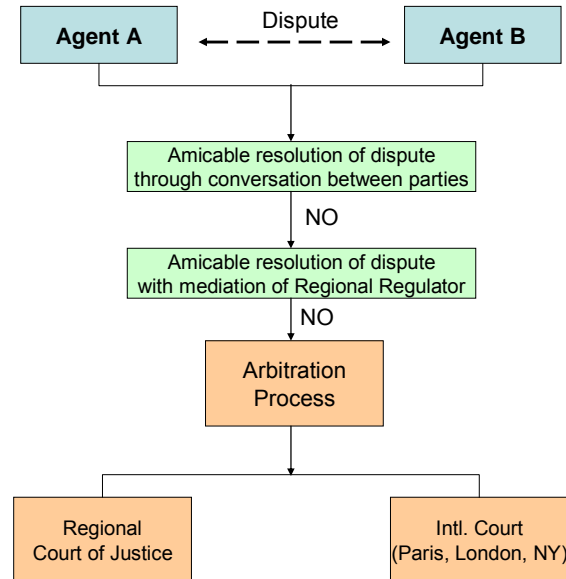 Dispute
Agent A
Agent B
Amicable resolution of dispute
through conversation between parties
NO
Amicable resolution of dispute
with mediation of Regional Regulator
NO
Arbitration
Process
Regional
Court of Justice
Intl. Court
(Paris, London, NY)